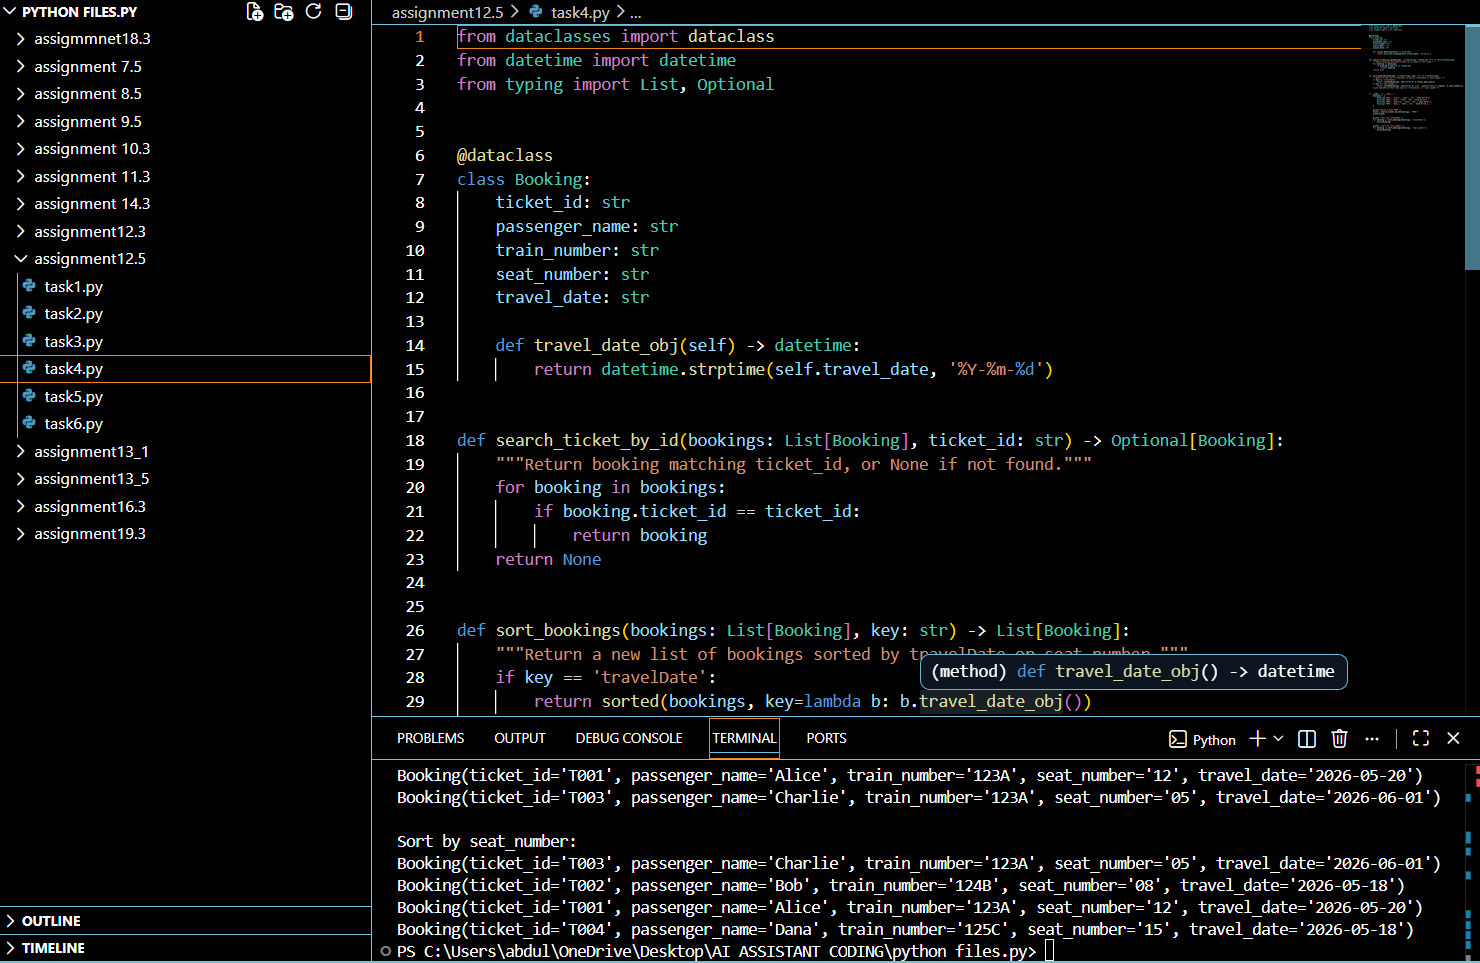 PYTHON FILES.PY
assigmmnet18.3
assignment 7.5
assignment 8.5
assignment 9.5
assignment 10.3
assignment 11.3
assignment 14.3
assignment12.3
assignment12.5
task1.py
task2.py
task3.py
task4.py
task5.py
task6.py
assignment13_1
assignment13_5
assignment16.3
assignment19.3
OUTLINE
TIMELINE
assignment12.5 > task4.py > ...
1 from dataclasses import dataclass
2 from datetime import datetime
3 from typing import List, Optional
4
5
6 @dataclass
7 class Booking:
8 ticket_id: str
9 passenger_name: str
10 train_number: str
11 seat_number: str
12 travel_date: str
13
14 def travel_date_obj(self) -> datetime:
15 return datetime.strptime(self.travel_date, '%Y-%m-%d')
16
17
18 def search_ticket_by_id(bookings: List[Booking], ticket_id: str) -> Optional[Booking]:
19 """Return booking matching ticket_id, or None if not found."""
20 for booking in bookings:
21 if booking.ticket_id == ticket_id:
22 return booking
23 return None
24
25
26 def sort_bookings(bookings: List[Booking], key: str) -> List[Booking]:
27 """Return a new list of bookings sorted by travelDate or seat number."""
(method) def travel_date_obj() -> datetime
28 if key == 'travelDate':
29 return sorted(bookings, key=lambda b: b.travel_date_obj())
PROBLEMS OUTPUT DEBUG CONSOLE TERMINAL PORTS Python
Booking(ticket_id='T001', passenger_name='Alice', train_number='123A', seat_number='12', travel_date='2026-05-20')
Booking(ticket_id='T003', passenger_name='Charlie', train_number='123A', seat_number='05', travel_date='2026-06-01')
Sort by seat_number:
Booking(ticket_id='T003', passenger_name='Charlie', train_number='123A', seat_number='05', travel_date='2026-06-01')
Booking(ticket_id='T002', passenger_name='Bob', train_number='124B', seat_number='08', travel_date='2026-05-18')
Booking(ticket_id='T001', passenger_name='Alice', train_number='123A', seat_number='12', travel_date='2026-05-20')
Booking(ticket_id='T004', passenger_name='Dana', train_number='125C', seat_number='15', travel_date='2026-05-18')
PS C:\Users\abdul\OneDrive\Desktop\AI ASSISTANT CODING\python files.py>